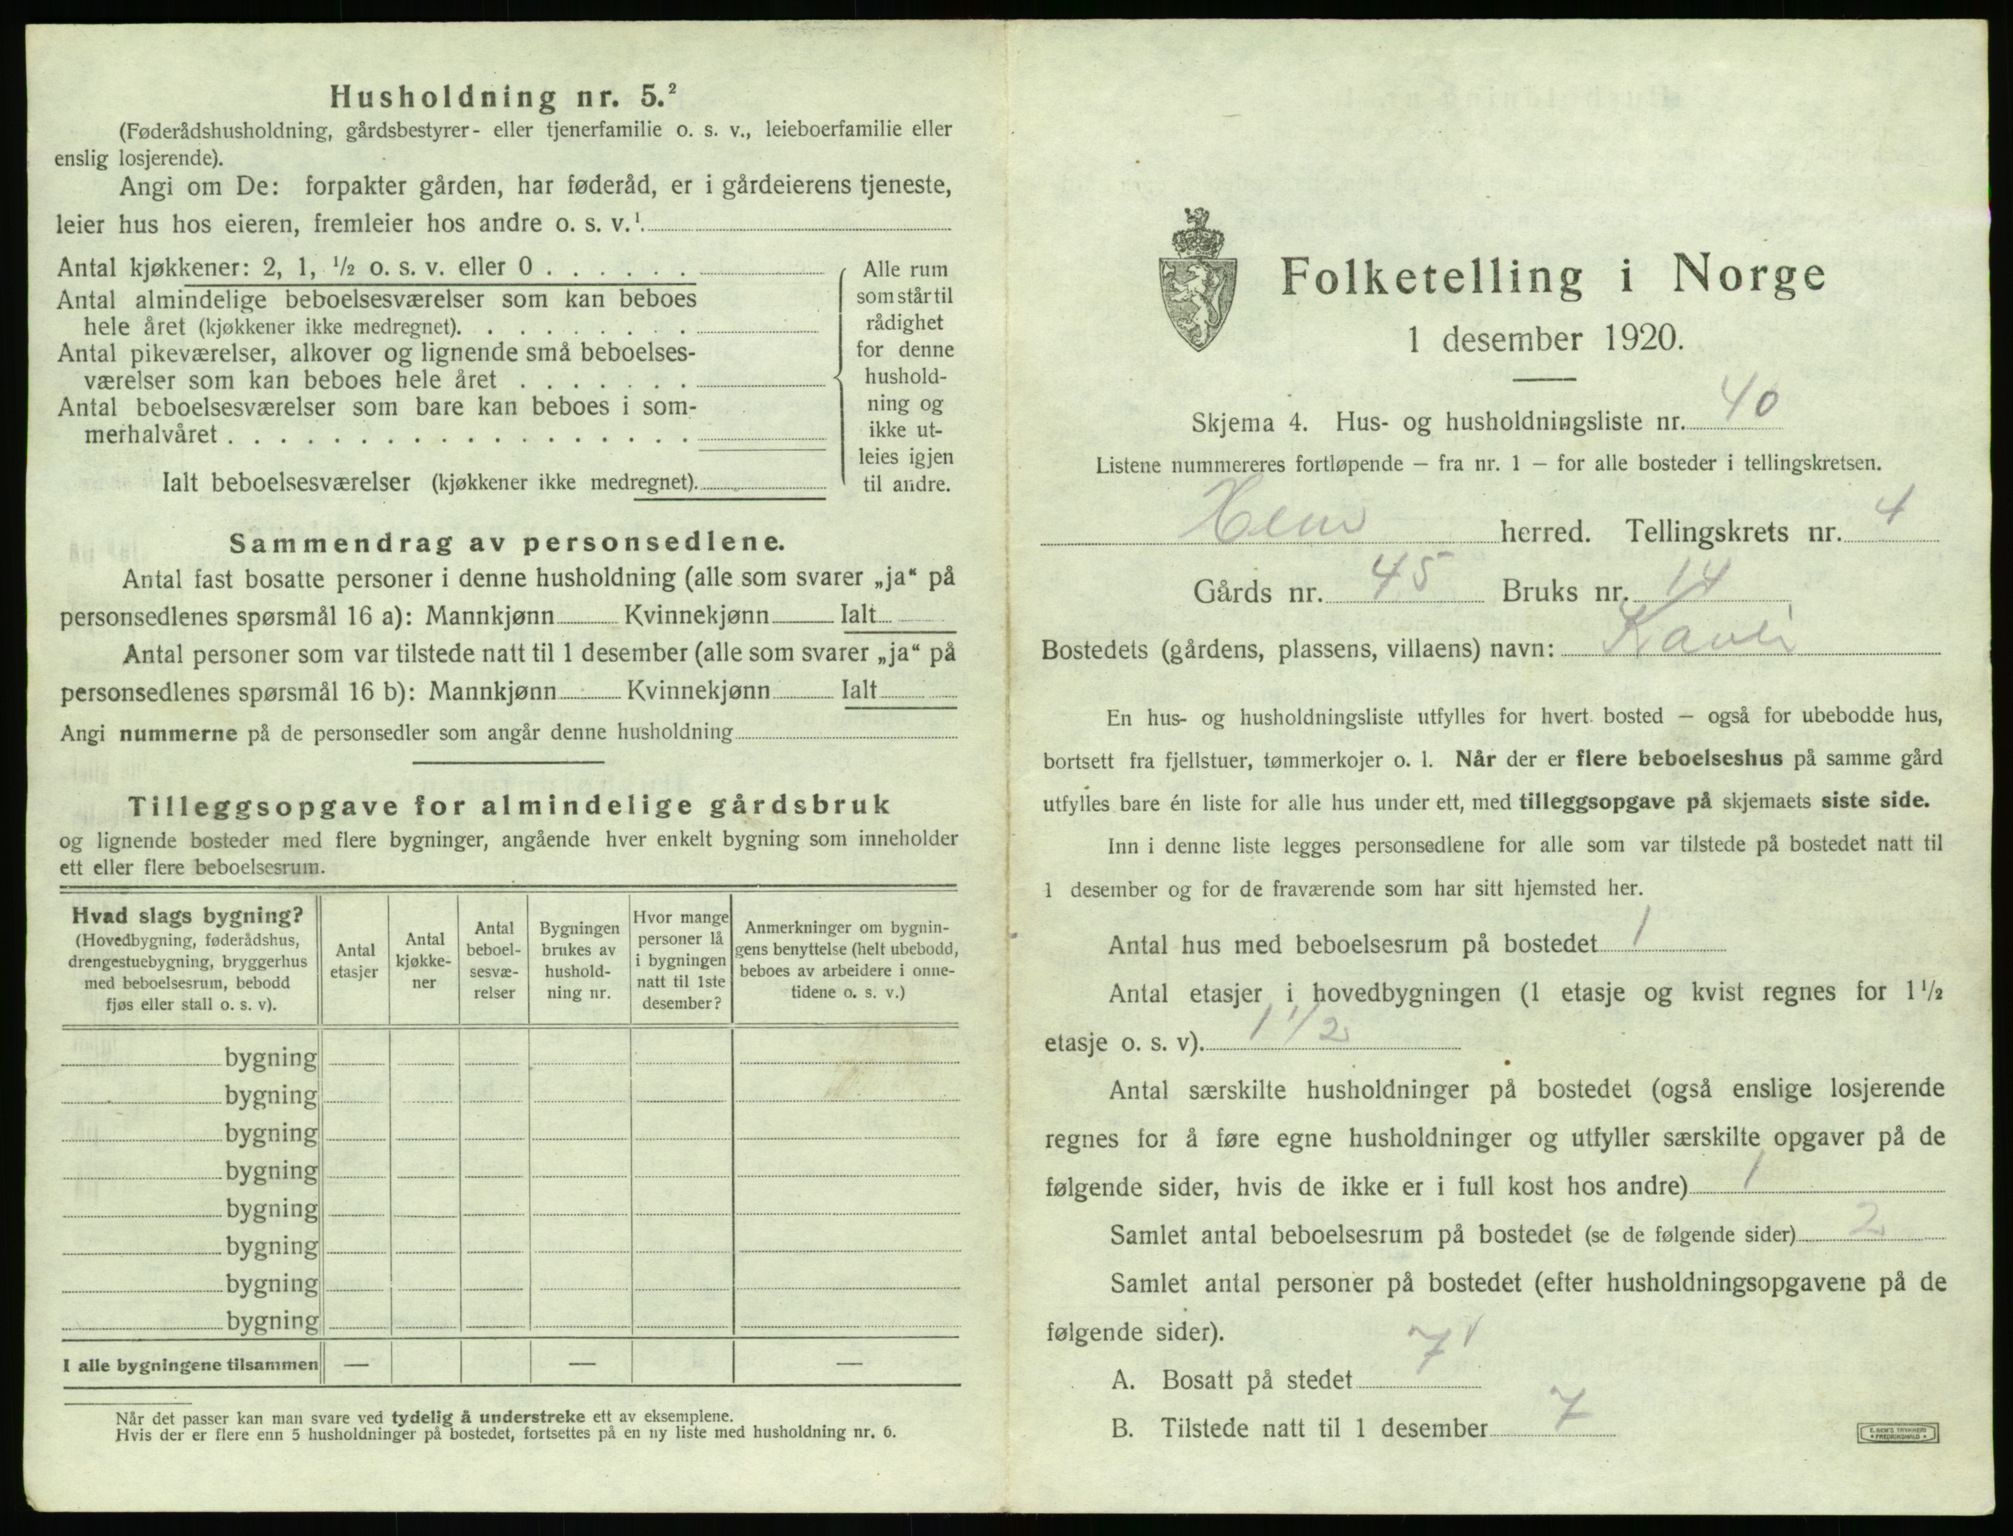 Husholdning nr. 5.²
(Føderådshusholdning, gårdsbestyrer- eller tjenerfamilie o. s. v., leieboerfamilie eller
enslig losjerende).
Angi om De: forpakter gården, har føderåd, er i gårdeierens tjeneste,
leier hus hos eieren, fremleier hos andre o. s. v.¹
Antal kjøkkener: 2, 1, ½ o. s. v. eller 0 . . . . . .
Antal almindelige beboelsesværelser som kan beboes
hele året (kjøkkener ikke medregnet). . . . . . . . .
Antal pikeværelser, alkover og lignende små beboelses-
værelser som kan beboes hele året . . . . . . .
Antal beboelsesværelser som bare kan beboes i som-
merhalvåret . . . . . . . . . . . . . . . . . .
Ialt beboelsesværelser (kjøkkener ikke medregnet).
Alle rum
som står til
rådighet
for denne
hushold-
ning og
ikke ut-
leies igjen
til andre.
Sammendrag av personsedlene.
Antal fast bosatte personer i denne husholdning (alle som svarer „ja“ på
personsedlenes spørsmål 16 a): Mannkjønn Kvinnekjønn Ialt
Antal personer som var tilstede natt til 1 desember (alle som svarer „ja“ på
personsedlenes spørsmål 16 b): Mannkjønn Kvinnekjønn Ialt
Angi nummerne på de personsedler som angår denne husholdning
Tilleggsopgave for almindelige gårdsbruk
og lignende bosteder med flere bygninger, angående hver enkelt bygning som inneholder
ett eller flere beboelsesrum.
Hvad slags bygning?
(Hovedbygning, føderådshus,
drengestuebygning, bryggerhus
med beboelsesrum, bebodd
fjøs eller stall o. s. v).
Antal
etasjer
Antal
kjøkke-
ner
Antal
beboel-
sesvæ-
relser
Bygningen
brukes av
hushold-
ning nr.
Hvor mange
personer lå
i bygningen
natt til 1ste
desember?
Anmerkninger om bygnin-
gens benyttelse (helt ubebodd,
beboes av arbeidere i onne-
tidene o. s. v.)
bygning
bygning
bygning
bygning
bygning
bygning
bygning
bygning
I alle bygningene tilsammen — — —
Når det passer kan man svare ved tydelig å understreke ett av eksemplene.
Hvis der er flere enn 5 husholdninger på bostedet, fortsettes på en ny liste med husholdning nr. 6.
Folketelling i Norge
1 desember 1920.
Skjema 4. Hus- og husholdningsliste nr. 40
Listene nummereres fortløpende — fra nr. 1 — for alle bosteder i tellingskretsen.
Hem herred. Tellingskrets nr. 4
Gårds nr. 45 Bruks nr. 14
Bostedets (gårdens, plassens, villaens) navn:
En hus- og husholdningsliste utfylles for hvert bosted — også for ubebodde hus,
bortsett fra fjellstuer, tømmerkojer o. l. Når der er flere beboelseshus på samme gård
utfylles bare én liste for alle hus under ett, med tilleggsopgave på skjemaets siste side.
Inn i denne liste legges personsedlene for alle som var tilstede på bostedet natt til
1 desember og for de fraværende som har sitt hjemsted her.
Antal hus med beboelsesrum på bostedet 1
Antal etasjer i hovedbygningen (1 etasje og kvist regnes for 1½
etasje o. s. v). 1 1/2
Antal særskilte husholdninger på bostedet (også enslige losjerende
regnes for å føre egne husholdninger og utfyller særskilte opgaver på de
følgende sider, hvis de ikke er i full kost hos andre) 1
Samlet antal beboelsesrum på bostedet (se de følgende sider) 2
Samlet antal personer på bostedet (efter husholdningsopgavene på de
følgende sider).
A. Bosatt på stedet 7
B. Tilstede natt til 1 desember 7
E. SEM'S TRYKKERI
FREDRIKSHALD